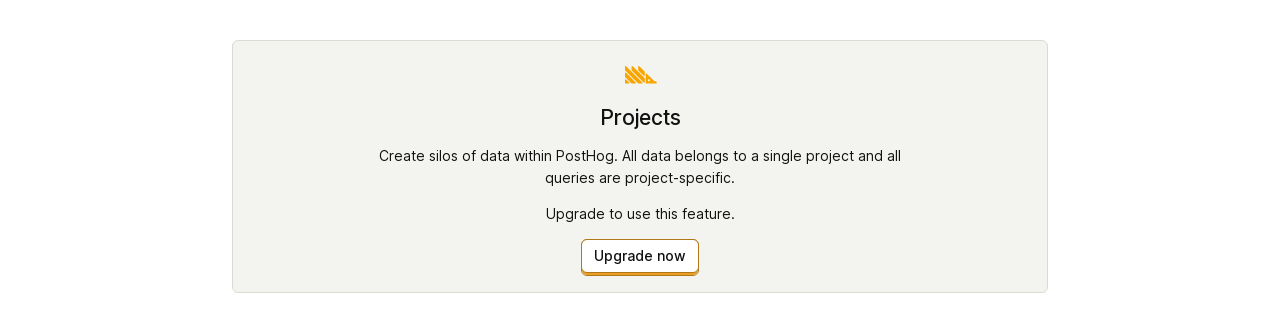 Projects
Create silos of data within PostHog. All data belongs to a single project and all
queries are project-specific.
Upgrade to use this feature.
Upgrade now